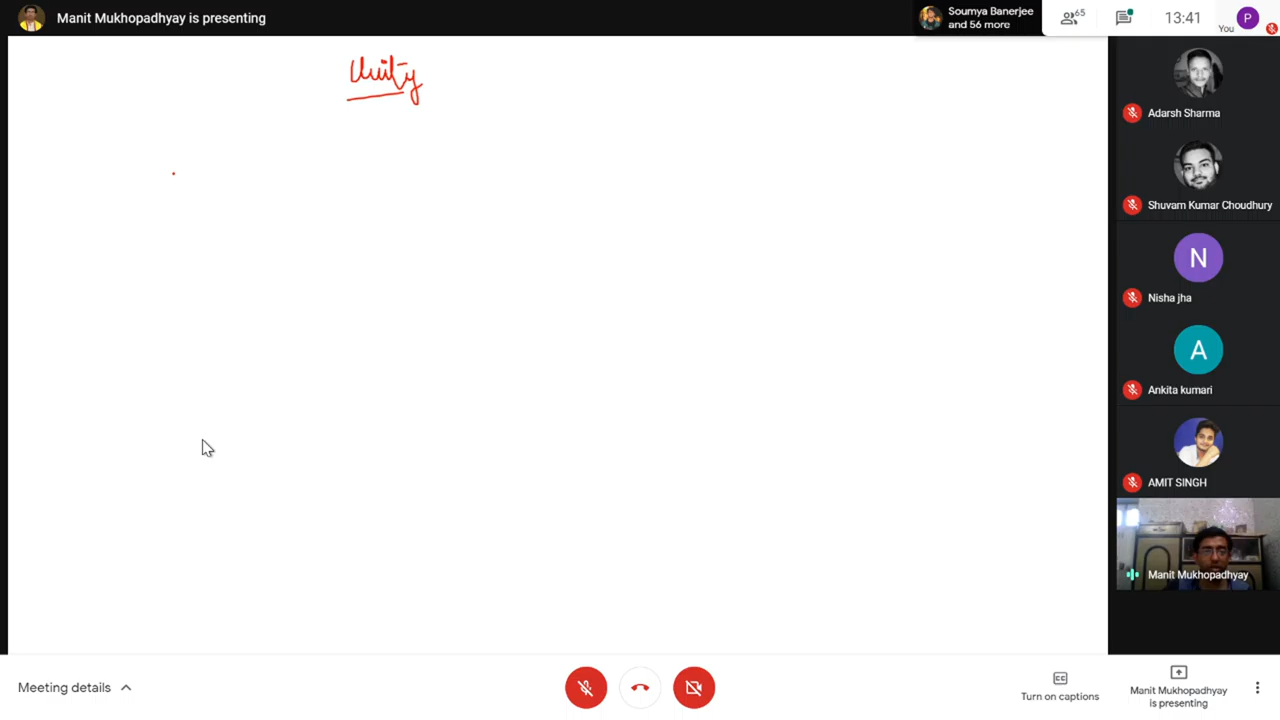 Manit Mukhopadhyay is presenting
Soumya Banerjee
and 56 more
65
13:41
You
P
Unity
Adarsh Sharma
Shuvam Kumar Choudhury
N
Nisha jha
A
Ankita kumari
AMIT SINGH
Manit Mukhopadhyay
Meeting details
CC
Turn on captions
Manit Mukhopadhyay
is presenting